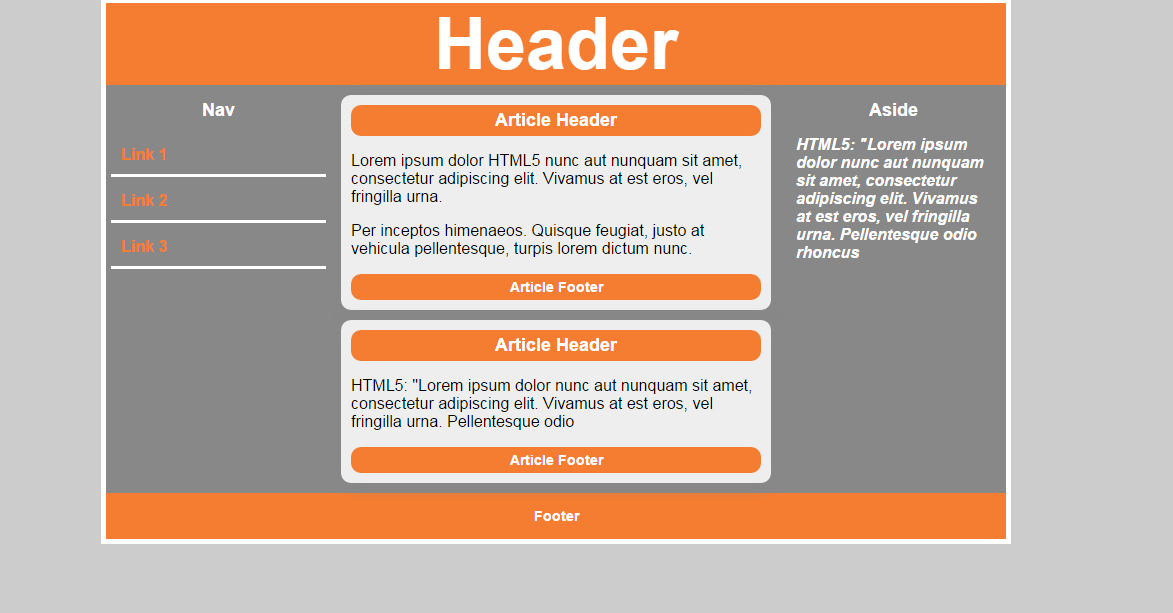 Header
Nav
Link 1
Link 2
Link 3
Article Header
Lorem ipsum dolor HTML5 nunc aut nunquam sit amet,
consectetur adipiscing elit. Vivamus at est eros, vel
fringilla urna.
Per inceptos himenaeos. Quisque feugiat, justo at
vehicula pellentesque, turpis lorem dictum nunc.
Article Footer
Article Header
HTML5: "Lorem ipsum dolor nunc aut nunquam sit amet,
consectetur adipiscing elit. Vivamus at est eros, vel
fringilla urna. Pellentesque odio
Article Footer
Aside
HTML5: "Lorem ipsum
dolor nunc aut nunquam
sit amet, consectetur
adipiscing elit. Vivamus
at est eros, vel fringilla
urna. Pellentesque odio
rhoncus
Footer